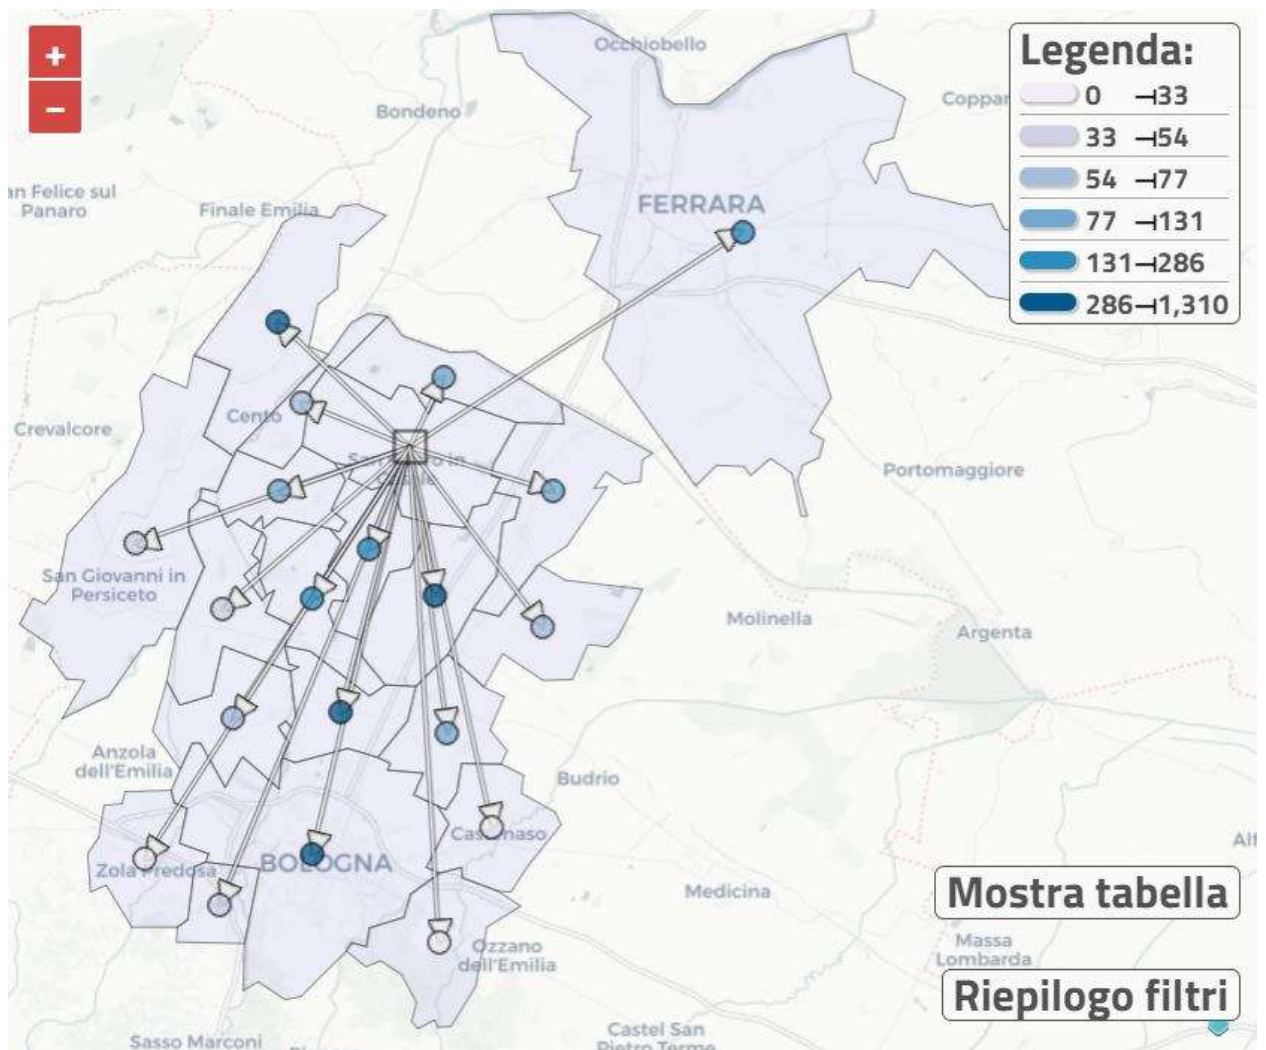 +
−
Occhiobello
Legenda:
0 ⊣33
33 ⊣54
54 ⊣77
77 ⊣131
131⊣286
286⊣1,310
Bondeno
Coppar
an Felice sul
Panaro
Finale Emilia
FERRARA
Cento
Crevalcore
Portomaggiore
San Giovanni in
Persiceto
Molinella
Argenta
Anzola
dell'Emilia
Budrio
Zola Predosa
BOLOGNA
Medicina
Mostra tabella
Massa
Lombarda
Ozzano
dell'Emilia
Riepilogo filtri
Sasso Marconi
Castel San
Pietro Terme